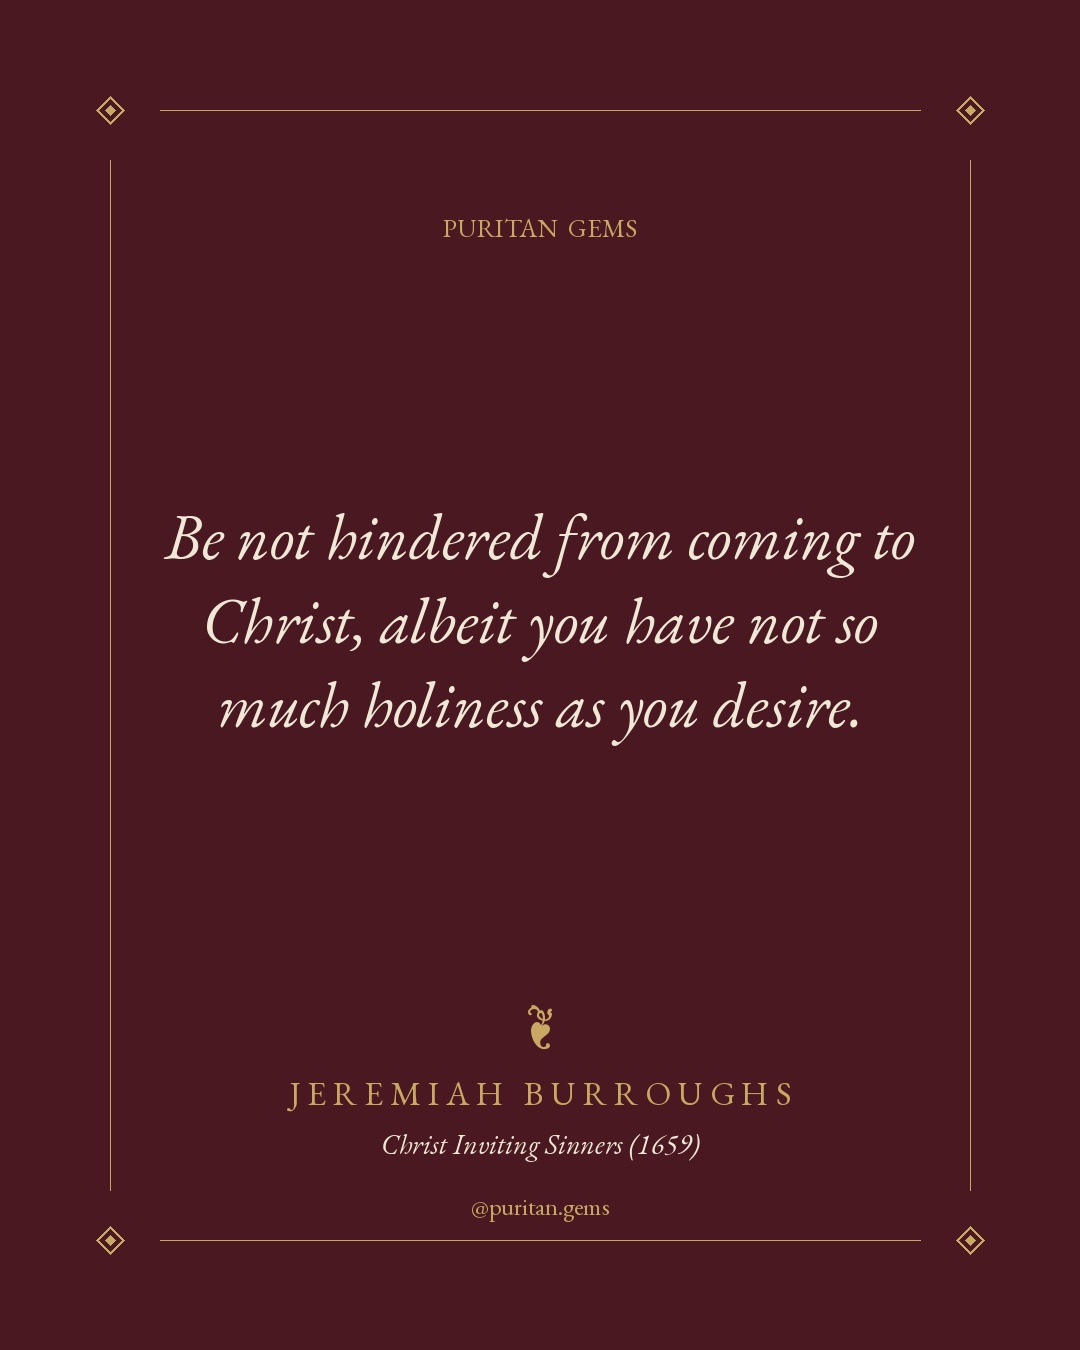 PURITAN GEMS
Be not hindered from coming to
Christ, albeit you have not so
much holiness as you desire.
JEREMIAH BURROUGHS
Christ Inviting Sinners (1659)
@puritan.gems